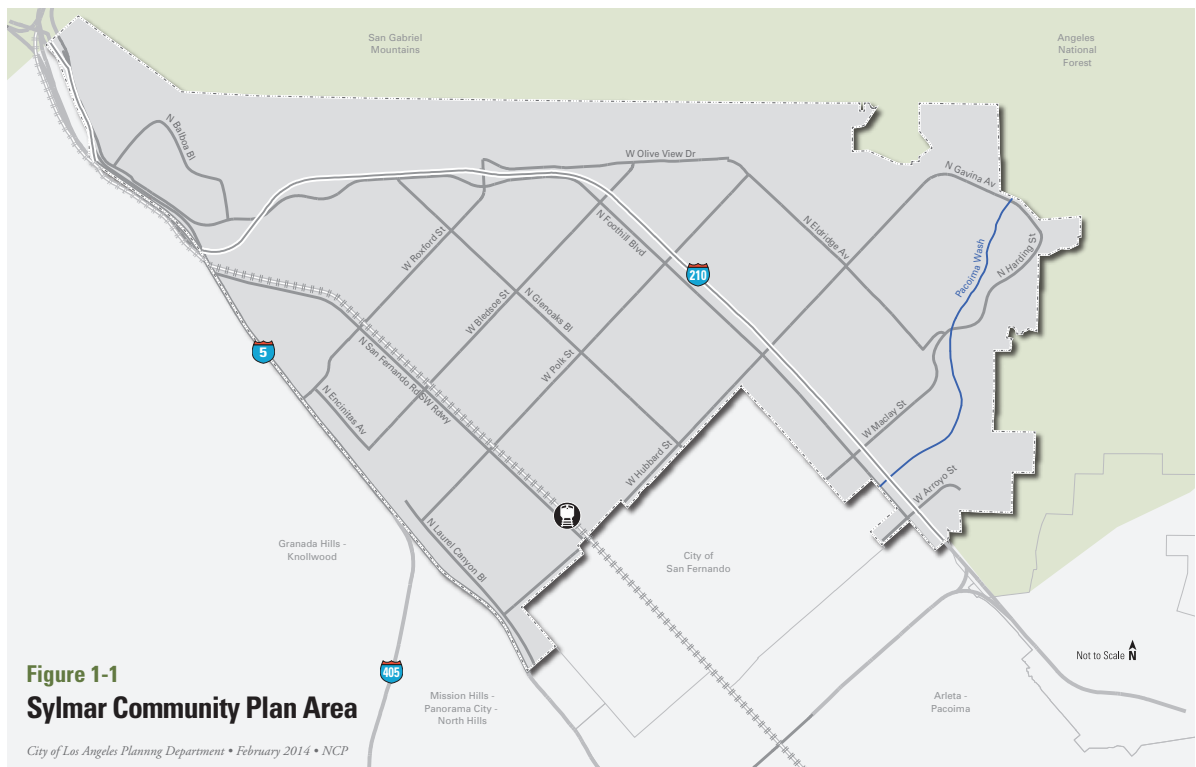 San Gabriel
Mountains
Angeles
National
Forest
N Balboa Bl
W Olive View Dr
N Gavina Av
N Foothill Blvd
N Eldridge Av
W Roxford St
210
Pacoima Wash
N Harding St
W Bledsoe St
N Glenoaks Bl
5
N San Fernando Rd SW Rdwy
W Polk St
N Encinitas Av
W Maclay St
W Hubbard St
W Arroyo St
N Laurel Canyon Bl
Granada Hills -
Knollwood
City of
San Fernando
Not to Scale N
405
Mission Hills -
Panorama City -
North Hills
Arleta -
Pacoima
Figure 1-1
Sylmar Community Plan Area
City of Los Angeles Plannng Department • February 2014 • NCP